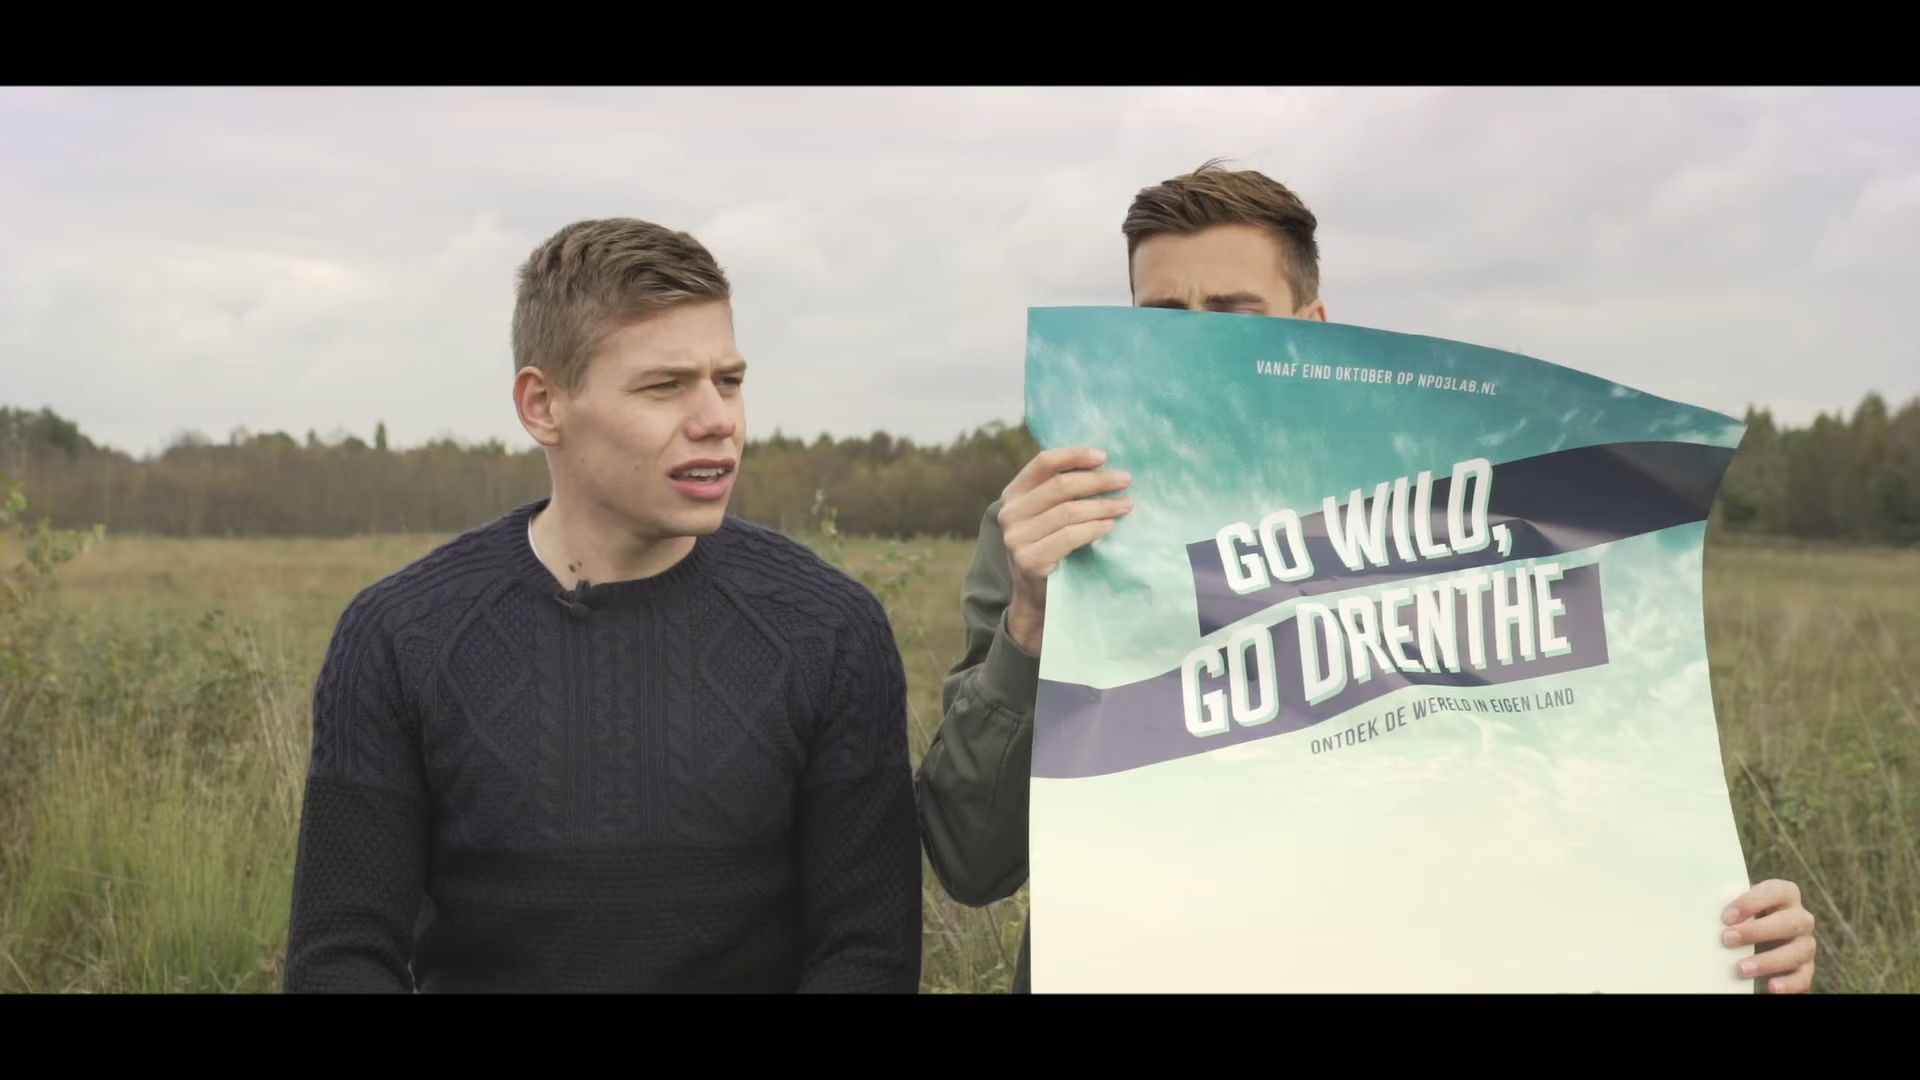 VANAF EIND OKTOBER OP NPO3LAB.NL
GO WILD,
GO DRENTHE
ONTDEK DE WERELD IN EIGEN LAND